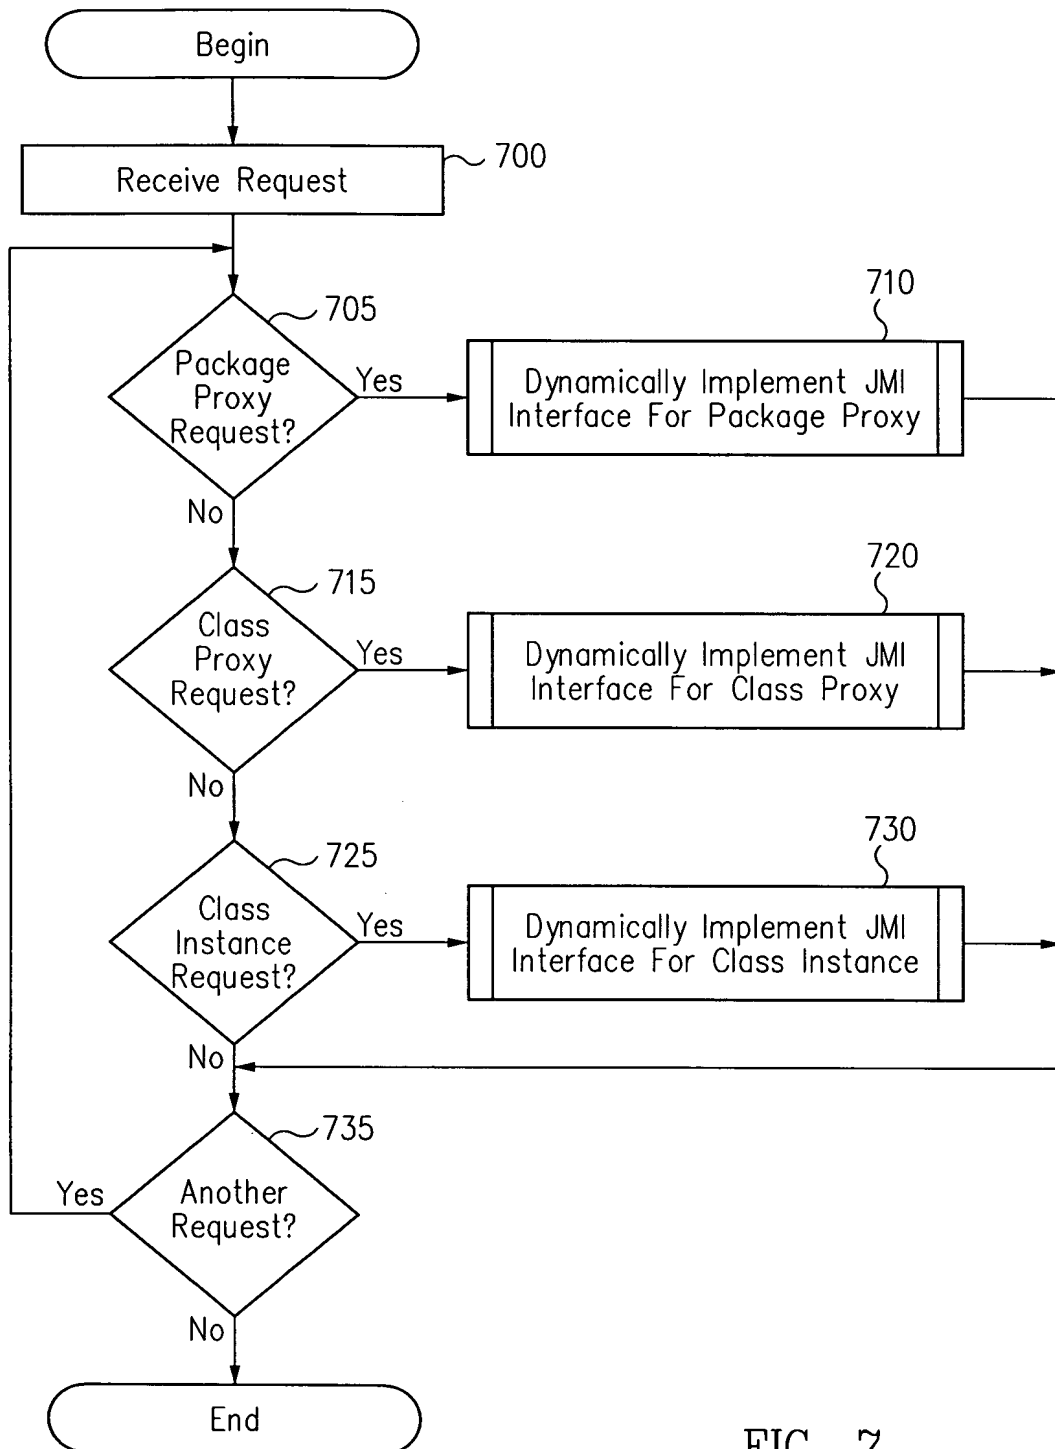 Begin
Receive Request
700
705
Package
Proxy
Request?
Yes
No
710
Dynamically Implement JMI
Interface For Package Proxy
715
Class
Proxy
Request?
Yes
No
720
Dynamically Implement JMI
Interface For Class Proxy
725
Class
Instance
Request?
Yes
No
730
Dynamically Implement JMI
Interface For Class Instance
735
Another
Request?
Yes
No
End
FIG. 7